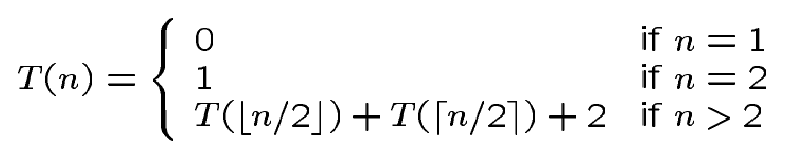 0 if n = 1
T(n) = { 1 if n = 2
T(⌊n/2⌋) + T(⌈n/2⌉) + 2 if n > 2